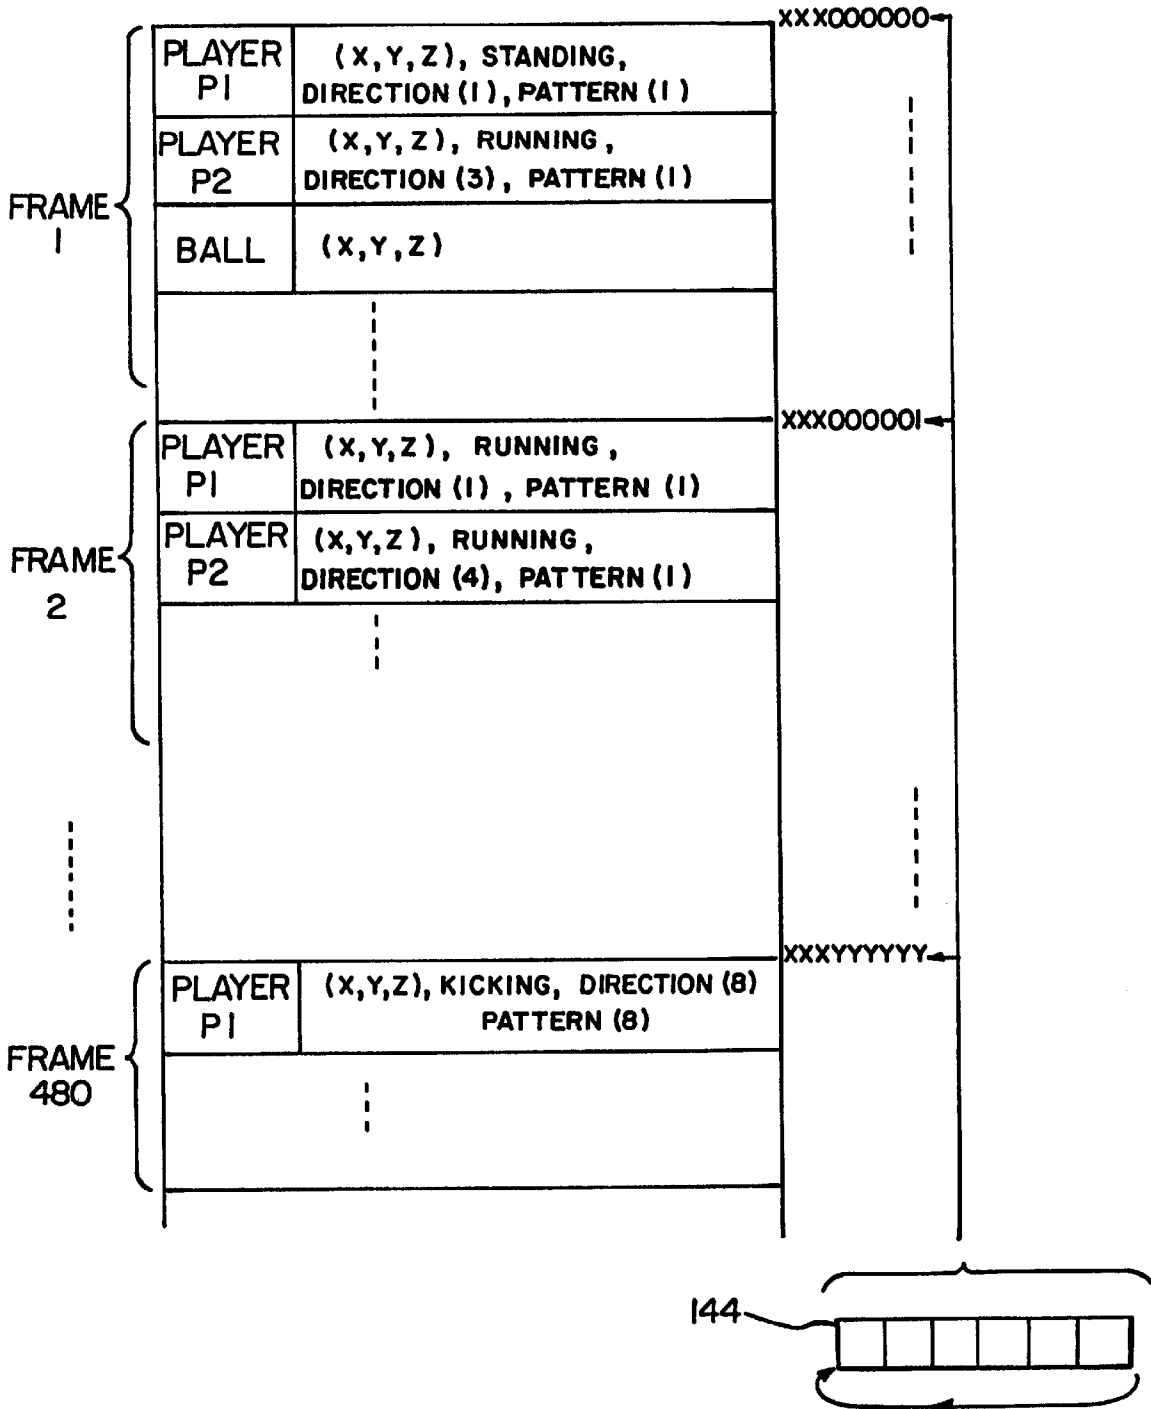 XXX000000
PLAYER P1
(X,Y,Z), STANDING,
DIRECTION (1), PATTERN (1)
PLAYER P2
(X,Y,Z), RUNNING,
DIRECTION (3), PATTERN (1)
FRAME 1
BALL
(X,Y,Z)
XXX000001
PLAYER P1
(X,Y,Z), RUNNING,
DIRECTION (1), PATTERN (1)
FRAME 2
PLAYER P2
(X,Y,Z), RUNNING,
DIRECTION (4), PATTERN (1)
XXXYYYYYY
PLAYER P1
(X,Y,Z), KICKING, DIRECTION (8)
PATTERN (8)
FRAME 480
144